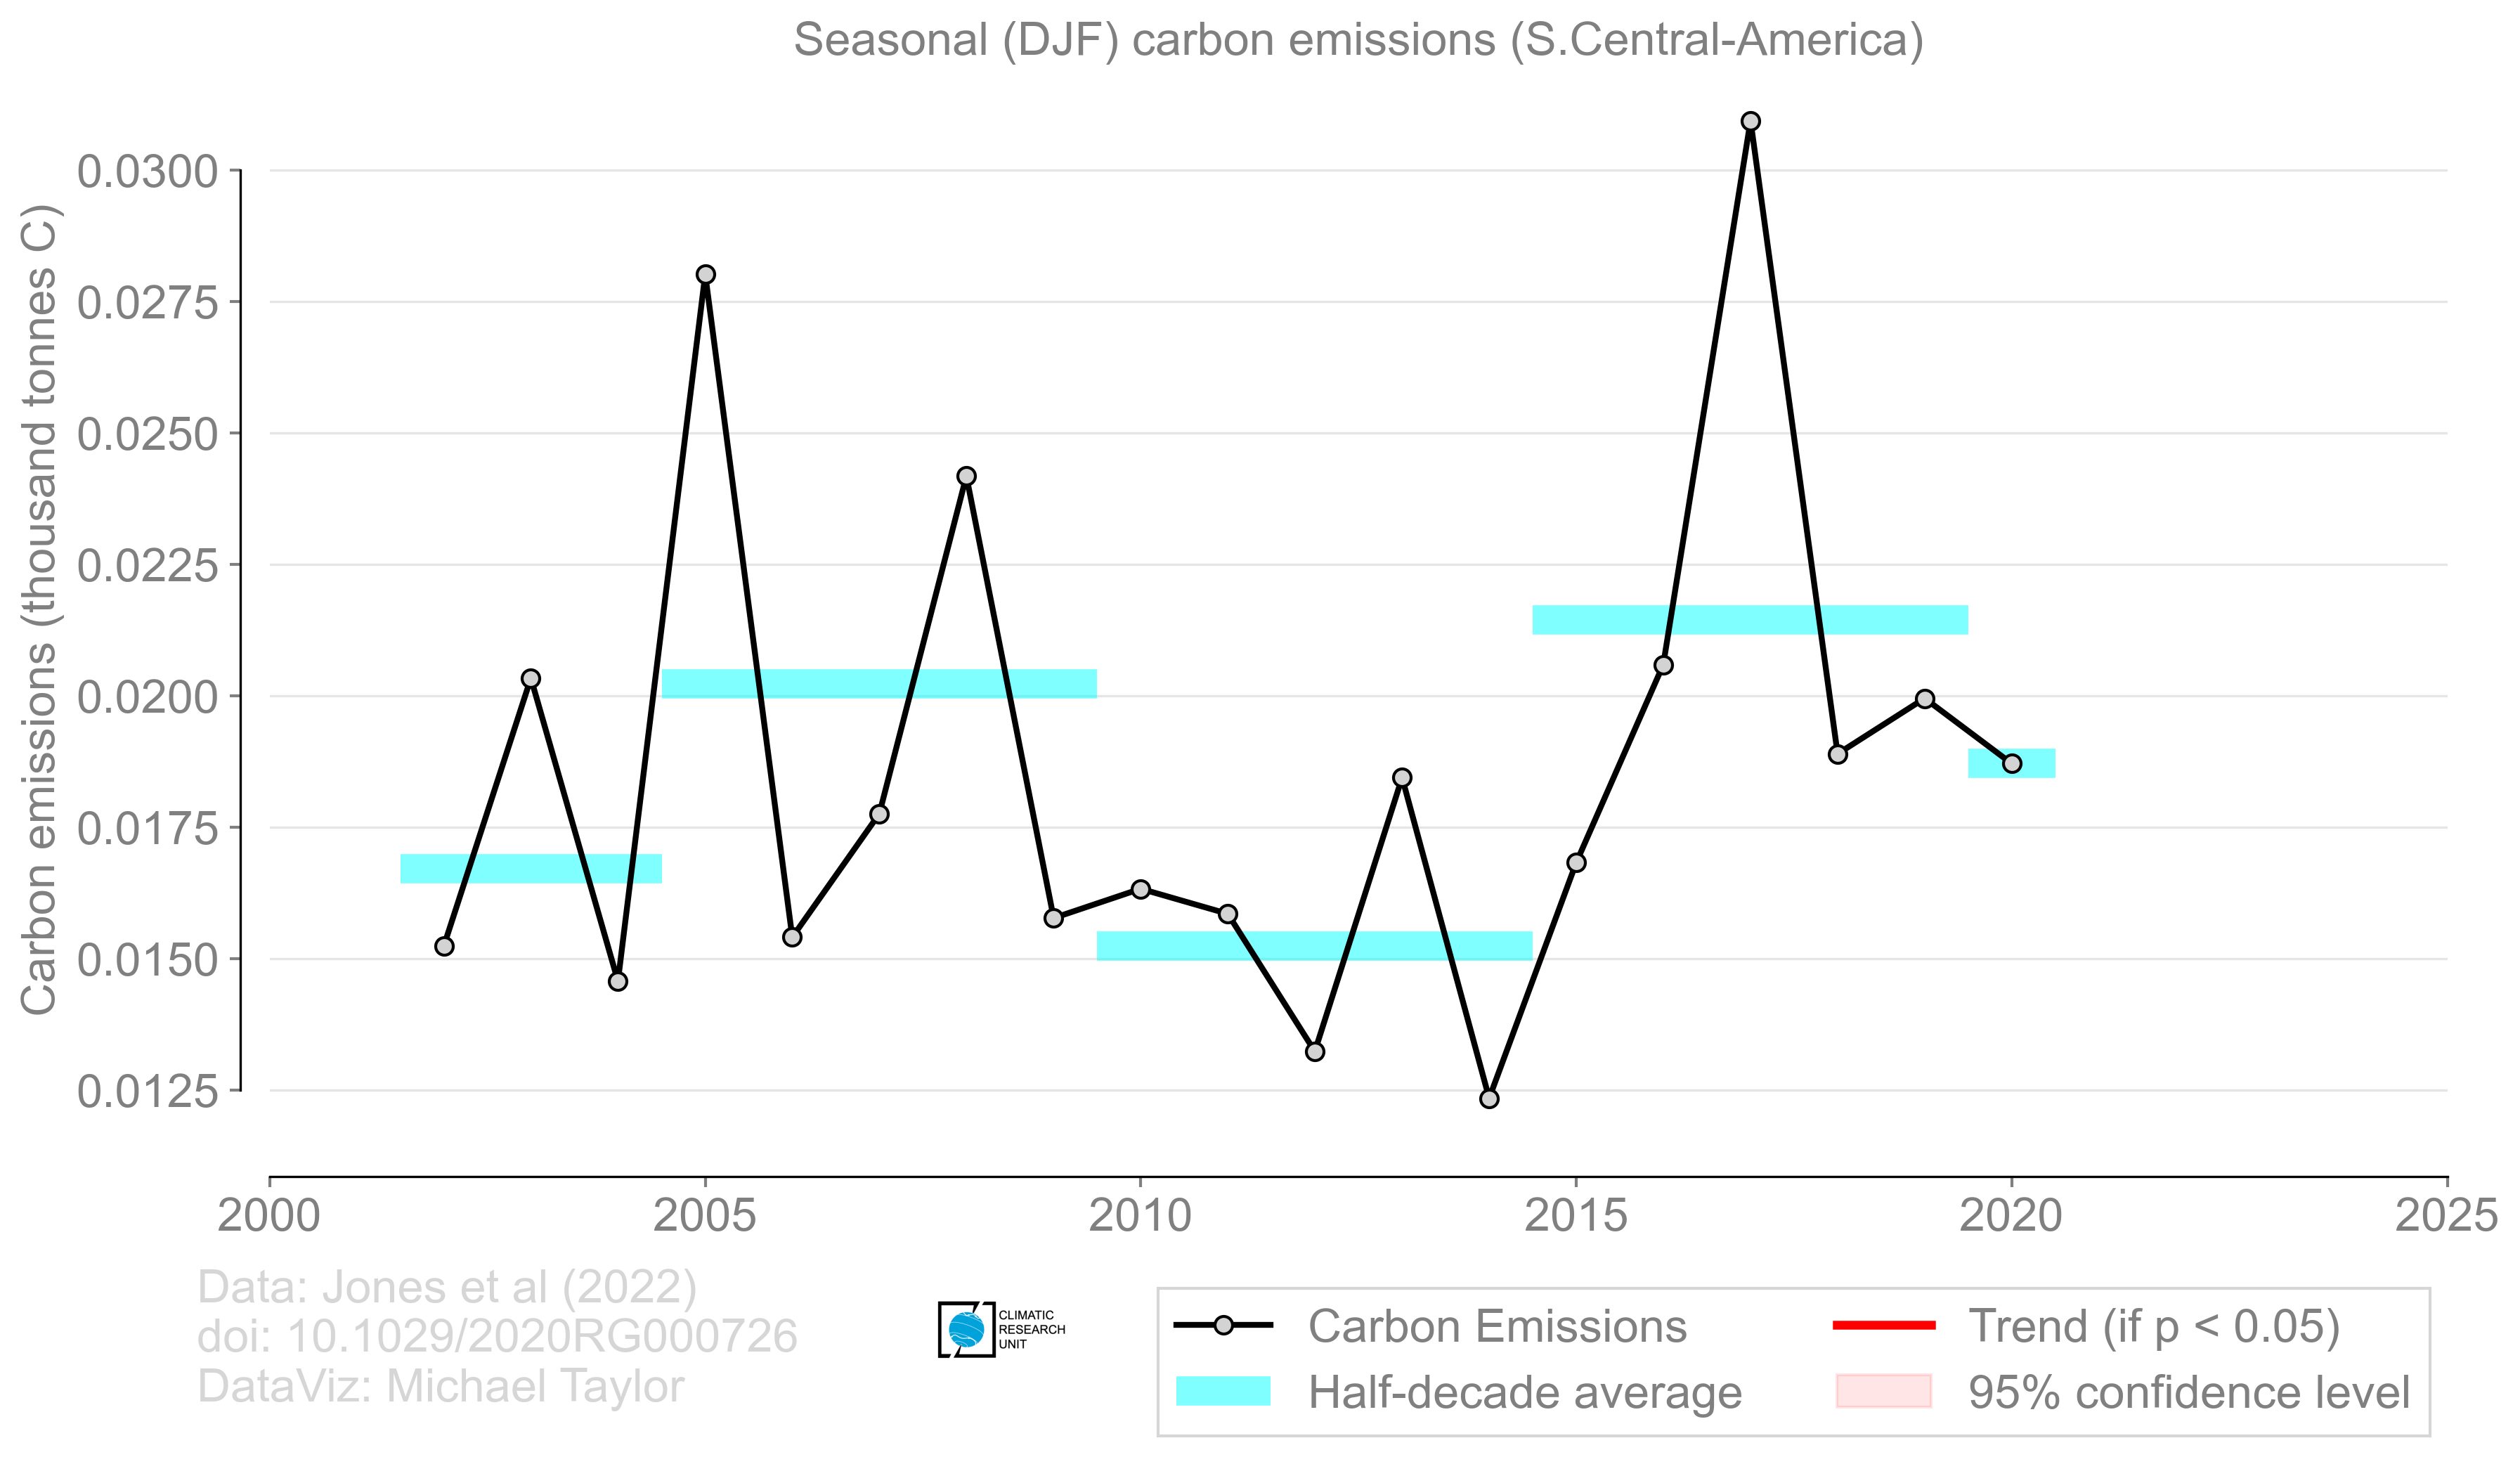 Seasonal (DJF) carbon emissions (S.Central-America)
Carbon emissions (thousand tonnes C)
0.0300
0.0275
0.0250
0.0225
0.0200
0.0175
0.0150
0.0125
2000
2005
2010
2015
2020
2025
Data: Jones et al (2022)
doi: 10.1029/2020RG000726
DataViz: Michael Taylor
CLIMATIC
RESEARCH
UNIT
Carbon Emissions
Half-decade average
Trend (if p < 0.05)
95% confidence level